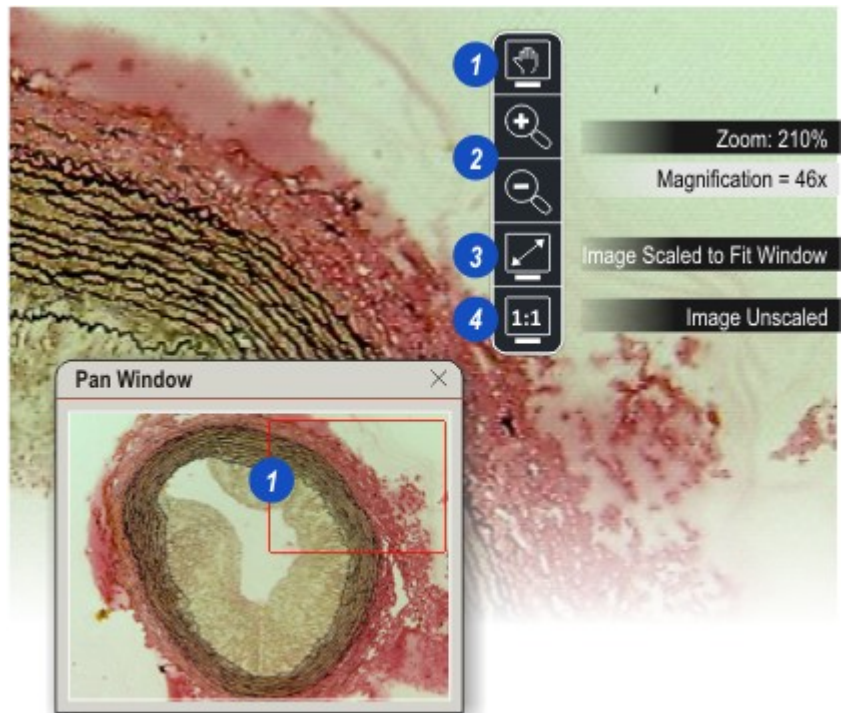 1
2
Zoom: 210%
Magnification = 46x
3
Image Scaled to Fit Window
4
1:1
Image Unscaled
Pan Window
1